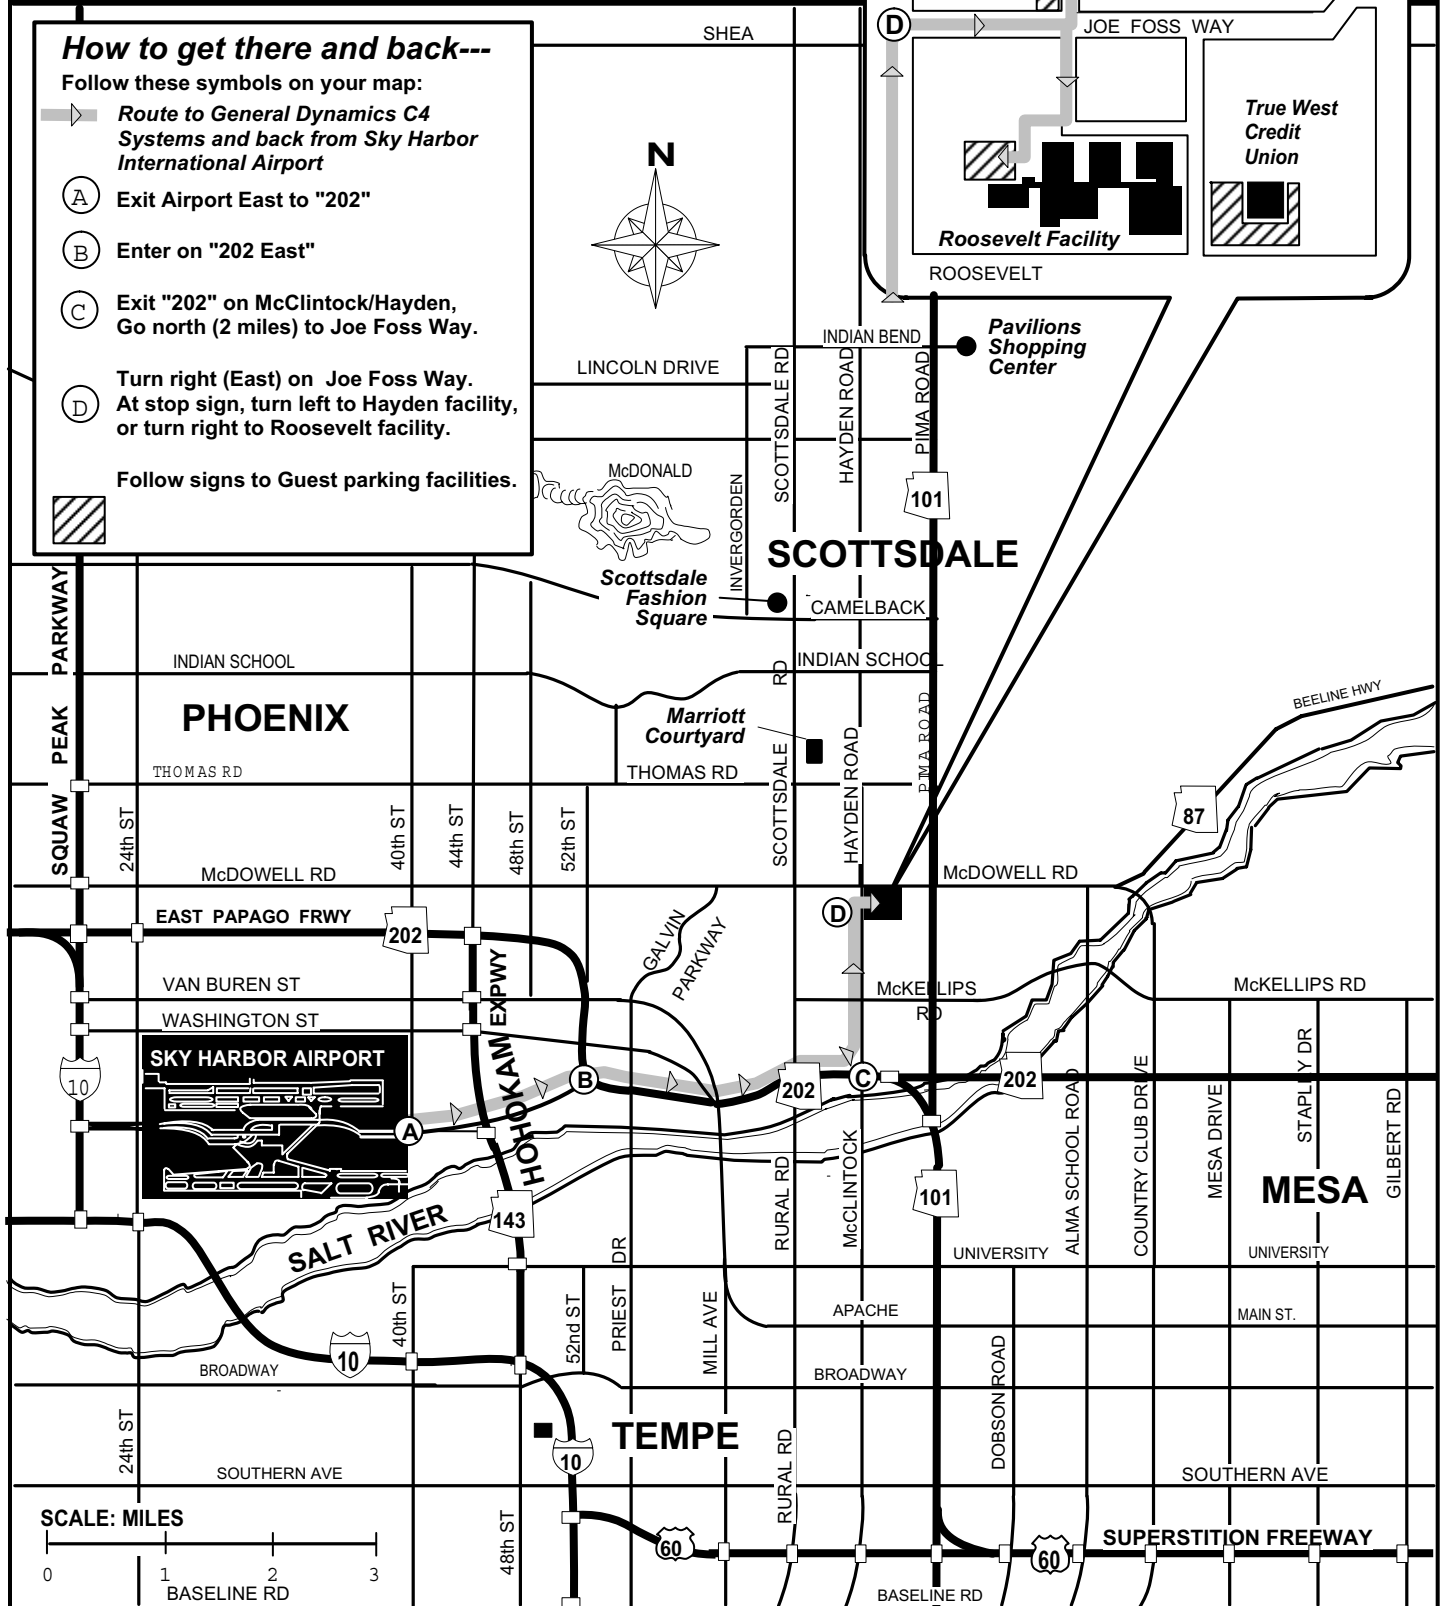 How to get there and back---
Follow these symbols on your map:
Route to General Dynamics C4
Systems and back from Sky Harbor
International Airport
A Exit Airport East to "202"
B Enter on "202 East"
C Exit "202" on McClintock/Hayden,
Go north (2 miles) to Joe Foss Way.
Turn right (East) on Joe Foss Way.
D At stop sign, turn left to Hayden facility,
or turn right to Roosevelt facility.
Follow signs to Guest parking facilities.
SHEA
D
JOE FOSS WAY
True West
Credit
Union
N
Roosevelt Facility
ROOSEVELT
INDIAN BEND
Pavilions
Shopping
Center
LINCOLN DRIVE
SCOTTSDALE RD
HAYDEN ROAD
PIMA ROAD
McDONALD
INVERGORDEN
101
SCOTTSDALE
Scottsdale
Fashion
Square
CAMELBACK
SQUAW PEAK PARKWAY
INDIAN SCHOOL
INDIAN SCHOOL
PHOENIX
Marriott
Courtyard
SCOTTSDALE RD
HAYDEN ROAD
PIMA ROAD
BEELINE HWY
THOMAS RD
THOMAS RD
87
24th ST
40th ST
44th ST
48th ST
52th ST
McDOWELL RD
McDOWELL RD
EAST PAPAGO FRWY
202
D
GALVIN
PARKWAY
VAN BUREN ST
McKELLIPS
RD
McKELLIPS RD
WASHINGTON ST
HOHOKAM EXPWY
SKY HARBOR AIRPORT
10
A
B
C
202
202
SALT RIVER
143
101
RURAL RD
McCLINTOCK
ALMA SCHOOL ROAD
COUNTRY CLUB DRIVE
MESA DRIVE
STAPLEY DR
GILBERT RD
MESA
UNIVERSITY
UNIVERSITY
40th ST
52nd ST
PRIEST DR
MILL AVE
APACHE
MAIN ST.
10
BROADWAY
BROADWAY
DOBSON ROAD
24th ST
TEMPE
10
RURAL RD
SOUTHERN AVE
SOUTHERN AVE
SCALE: MILES
0 1 2 3
48th ST
60
60
SUPERSTITION FREEWAY
BASELINE RD
BASELINE RD